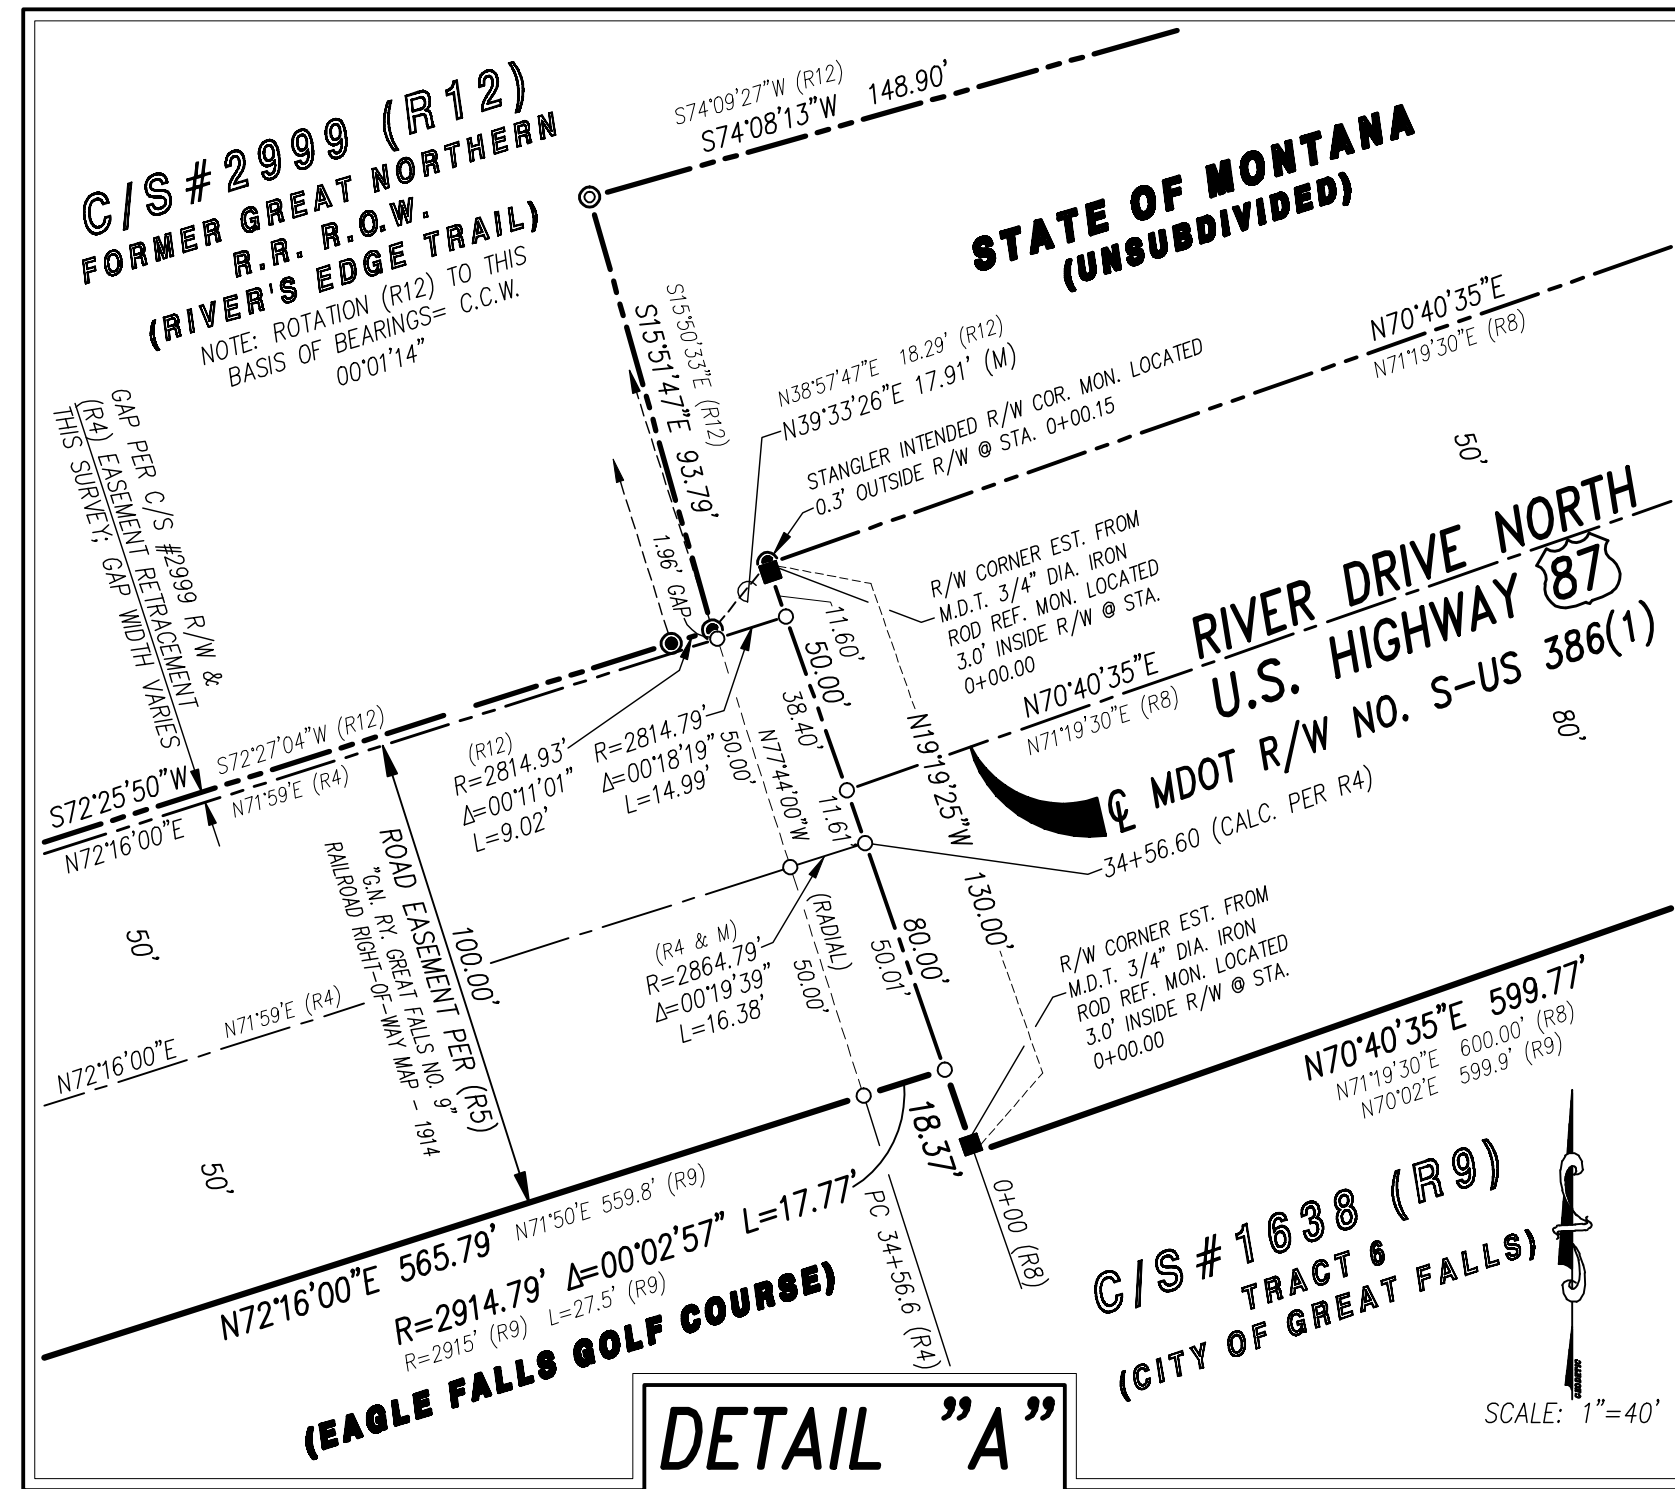 C/S#2999 (R12)
FORMER GREAT NORTHERN
R.R. R.O.W.
(RIVER'S EDGE TRAIL)
NOTE: ROTATION (R12) TO THIS
BASIS OF BEARINGS= C.C.W.
00°01'14"
S74°09'27"W (R12)
S74°08'13"W 148.90'
STATE OF MONTANA
(UNSUBDIVIDED)
S15°50'33"E (R12)
S15°51'47"E 93.79'
N38°57'47"E 18.29' (R12)
N39°33'26"E 17.91' (M)
STANGLER INTENDED R/W COR. MON. LOCATED
0.3' OUTSIDE R/W @ STA. 0+00.15
N70°40'35"E
N71°19'30"E (R8)
50'
GAP PER C/S #2999 R/W &
(R4) EASEMENT RETRACEMENT
THIS SURVEY; GAP WIDTH VARIES
1.96' GAP
R/W CORNER EST. FROM
M.D.T. 3/4" DIA. IRON
ROD REF. MON. LOCATED
3.0' INSIDE R/W @ STA.
0+00.00
RIVER DRIVE NORTH
U.S. HIGHWAY 87
℄ MDOT R/W NO. S-US 386(1)
N70°40'35"E
N71°19'30"E (R8)
80'
11.60'
50.00'
38.40'
N19°19'25"W
130.00'
S72°27'04"W (R12)
S72°25'50"W
N71°59'E (R4)
N72°16'00"E
(R12)
R=2814.93'
Δ=00°11'01"
L=9.02'
R=2814.79'
Δ=00°18'19"
L=14.99'
50.00'
N77°44'00"W
(RADIAL)
50.00'
11.61'
34+56.60 (CALC. PER R4)
80.00'
50.01'
(R4 & M)
R=2864.79'
Δ=00°19'39"
L=16.38'
R/W CORNER EST. FROM
M.D.T. 3/4" DIA. IRON
ROD REF. MON. LOCATED
3.0' INSIDE R/W @ STA.
0+00.00
50'
100.00'
ROAD EASEMENT PER (R5)
"G.N. RY. GREAT FALLS NO. 9"
RAILROAD RIGHT-OF-WAY MAP - 1914
N71°59'E (R4)
N72°16'00"E
50'
N70°40'35"E 599.77'
N71°19'30"E 600.00' (R8)
N70°02'E 599.9' (R9)
18.37'
0+00 (R8)
PC 34+56.6 (R4)
N72°16'00"E 565.79' N71°50'E 559.8' (R9)
R=2914.79' Δ=00°02'57" L=17.77'
R=2915' (R9) L=27.5' (R9)
(EAGLE FALLS GOLF COURSE)
C/S#1638 (R9)
TRACT 6
(CITY OF GREAT FALLS)
SCALE: 1"=40'
DETAIL "A"